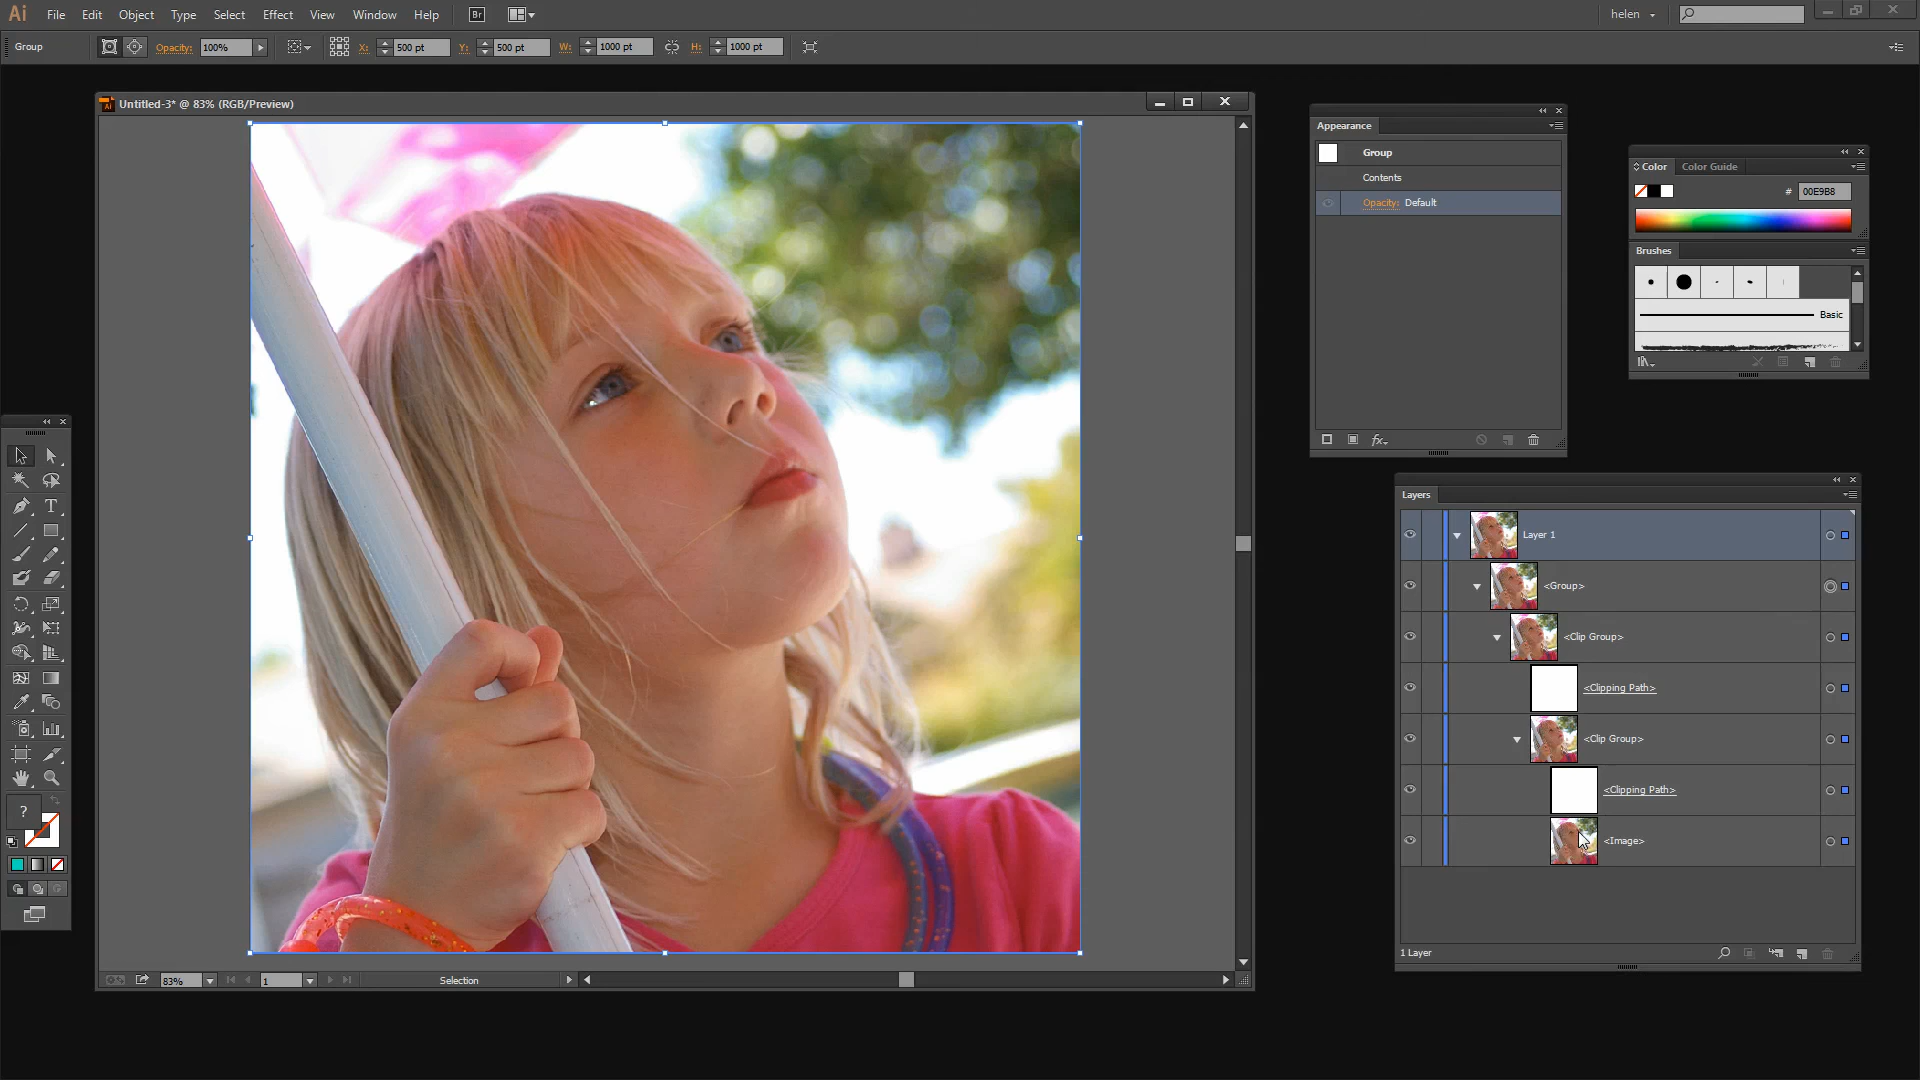 Ai File Edit Object Type Select Effect View Window Help Br helen
Group Opacity: 100% X: 500 pt Y: 500 pt W: 1000 pt H: 1000 pt
Untitled-3* @ 83% (RGB/Preview)
Appearance
Group
Contents
Opacity: Default
Color Color Guide
# 00E9B8
Brushes
Basic
Layers
Layer 1
<Group>
<Clip Group>
<Clipping Path>
<Clip Group>
<Clipping Path>
<Image>
1 Layer
T
?
fx
83% 1 Selection